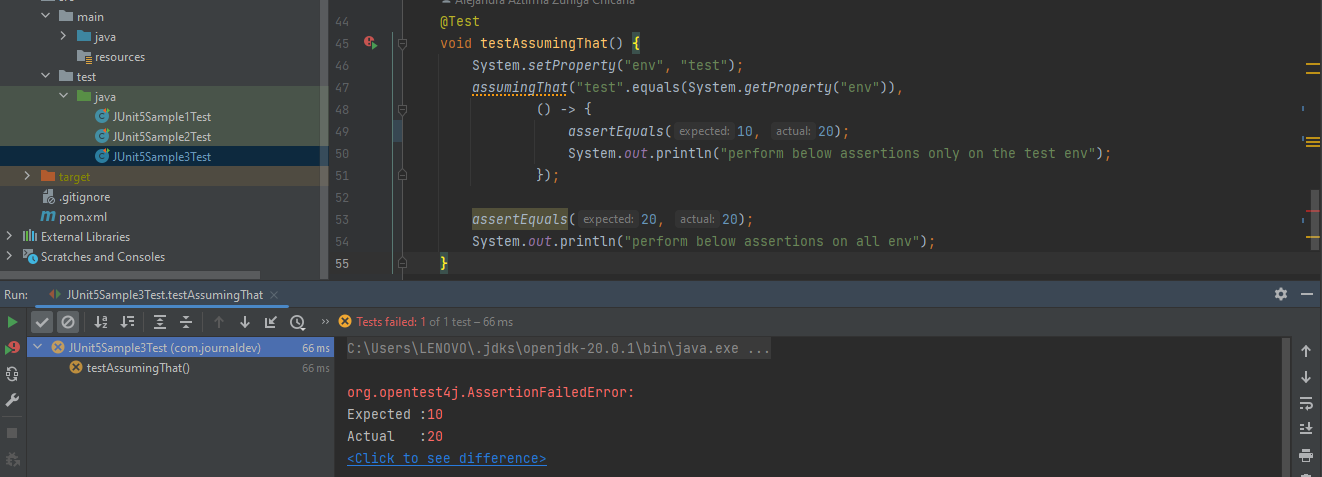 main
java
resources
test
java
JUnit5Sample1Test
JUnit5Sample2Test
JUnit5Sample3Test
target
.gitignore
pom.xml
External Libraries
Scratches and Consoles
44 @Test
45 void testAssumingThat() {
46 System.setProperty("env", "test");
47 assumingThat("test".equals(System.getProperty("env")),
48 () -> {
49 assertEquals( expected: 10, actual: 20);
50 System.out.println("perform below assertions only on the test env");
51 });
52
53 assertEquals( expected: 20, actual: 20);
54 System.out.println("perform below assertions on all env");
55 }
Run: JUnit5Sample3Test.testAssumingThat
Tests failed: 1 of 1 test – 66 ms
JUnit5Sample3Test (com.journaldev) 66 ms
testAssumingThat() 66 ms
C:\Users\LENOVO\.jdks\openjdk-20.0.1\bin\java.exe ...
org.opentest4j.AssertionFailedError:
Expected :10
Actual :20
<Click to see difference>